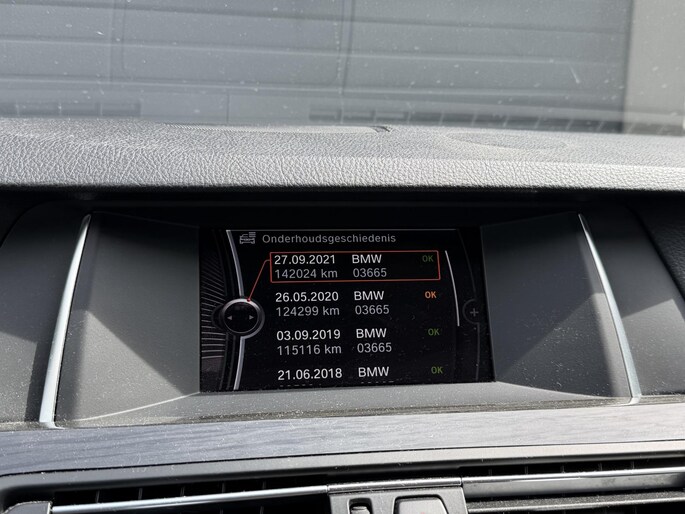 Onderhoudsgeschiedenis
27.09.2021 BMW OK
142024 km 03665
26.05.2020 BMW OK
124299 km 03665
03.09.2019 BMW OK
115116 km 03665
21.06.2018 BMW OK